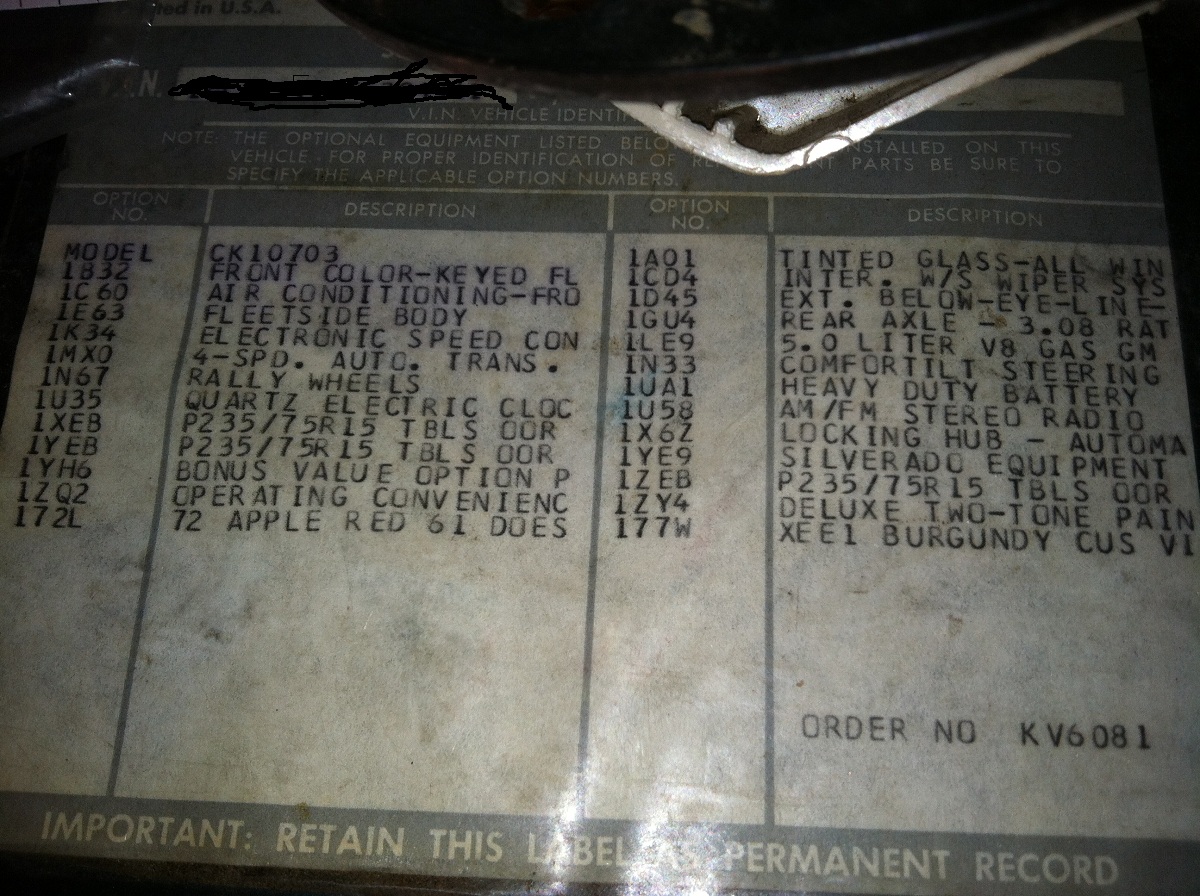 ted in U.S.A.
V.I.N. VEHICLE
NOTE: THE OPTIONAL EQUIPMENT LISTED INSTALLED ON THIS
VEHICLE. FOR PROPER IDENTIFICATION OF PARTS BE SURE TO
SPECIFY THE APPLICABLE OPTION NUMBERS.
OPTION NO. DESCRIPTION OPTION NO. DESCRIPTION
MODEL CK10703 1A01 TINTED GLASS-ALL WIN
1B32 FRONT COLOR-KEYED FL 1CD4 INTER. W/S WIPER SYS
1C60 AIR CONDITIONING-FRO 1D45 EXT. BELOW-EYE-LINE-
1E63 FLEETSIDE BODY 1GU4 REAR AXLE - 3.08 RAT
1K34 ELECTRONIC SPEED CON 1LE9 5.0 LITER V8 GAS GM
1MX0 4-SPD. AUTO. TRANS. 1N33 COMFORTILT STEERING
1N67 RALLY WHEELS 1UA1 HEAVY DUTY BATTERY
1U35 QUARTZ ELECTRIC CLOC 1U58 AM/FM STEREO RADIO
1XEB P235/75R15 TBLS OOR 1X6Z LOCKING HUB - AUTOMA
1YEB P235/75R15 TBLS OOR 1YE9 SILVERADO EQUIPMENT
1YH6 BONUS VALUE OPTION P 1ZEB P235/75R15 TBLS OOR
1ZQ2 OPERATING CONVENIENC 1ZY4 DELUXE TWO-TONE PAIN
172L 72 APPLE RED 61 DOES 177W XEE1 BURGUNDY CUS VI
ORDER NO KV6081
IMPORTANT: RETAIN THIS LABEL AS PERMANENT RECORD